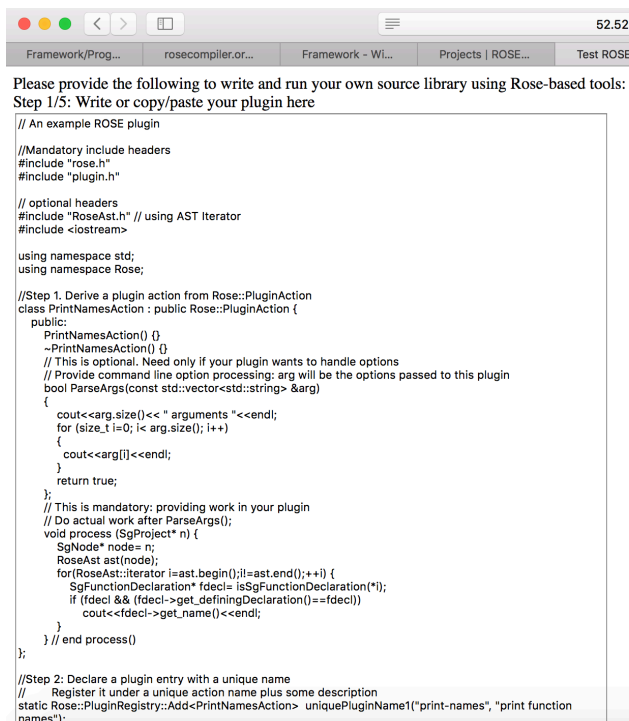 52.52
Framework/Prog...
rosecompiler.or...
Framework - Wi...
Projects | ROSE...
Test ROSE
Please provide the following to write and run your own source library using Rose-based tools:
Step 1/5: Write or copy/paste your plugin here
// An example ROSE plugin
//Mandatory include headers
#include "rose.h"
#include "plugin.h"
// optional headers
#include "RoseAst.h" // using AST Iterator
#include <iostream>
using namespace std;
using namespace Rose;
//Step 1. Derive a plugin action from Rose::PluginAction
class PrintNamesAction : public Rose::PluginAction {
public:
PrintNamesAction() {}
~PrintNamesAction() {}
// This is optional. Need only if your plugin wants to handle options
// Provide command line option processing: arg will be the options passed to this plugin
bool ParseArgs(const std::vector<std::string> &arg)
{
cout<<arg.size()<< " arguments "<<endl;
for (size_t i=0; i< arg.size(); i++)
{
cout<<arg[i]<<endl;
}
return true;
};
// This is mandatory: providing work in your plugin
// Do actual work after ParseArgs();
void process (SgProject* n) {
SgNode* node= n;
RoseAst ast(node);
for(RoseAst::iterator i=ast.begin();i!=ast.end();++i) {
SgFunctionDeclaration* fdecl= isSgFunctionDeclaration(*i);
if (fdecl && (fdecl->get_definingDeclaration()==fdecl))
cout<<fdecl->get_name()<<endl;
}
} // end process()
};
//Step 2: Declare a plugin entry with a unique name
// Register it under a unique action name plus some description
static Rose::PluginRegistry::Add<PrintNamesAction> uniquePluginName1("print-names", "print function
names");